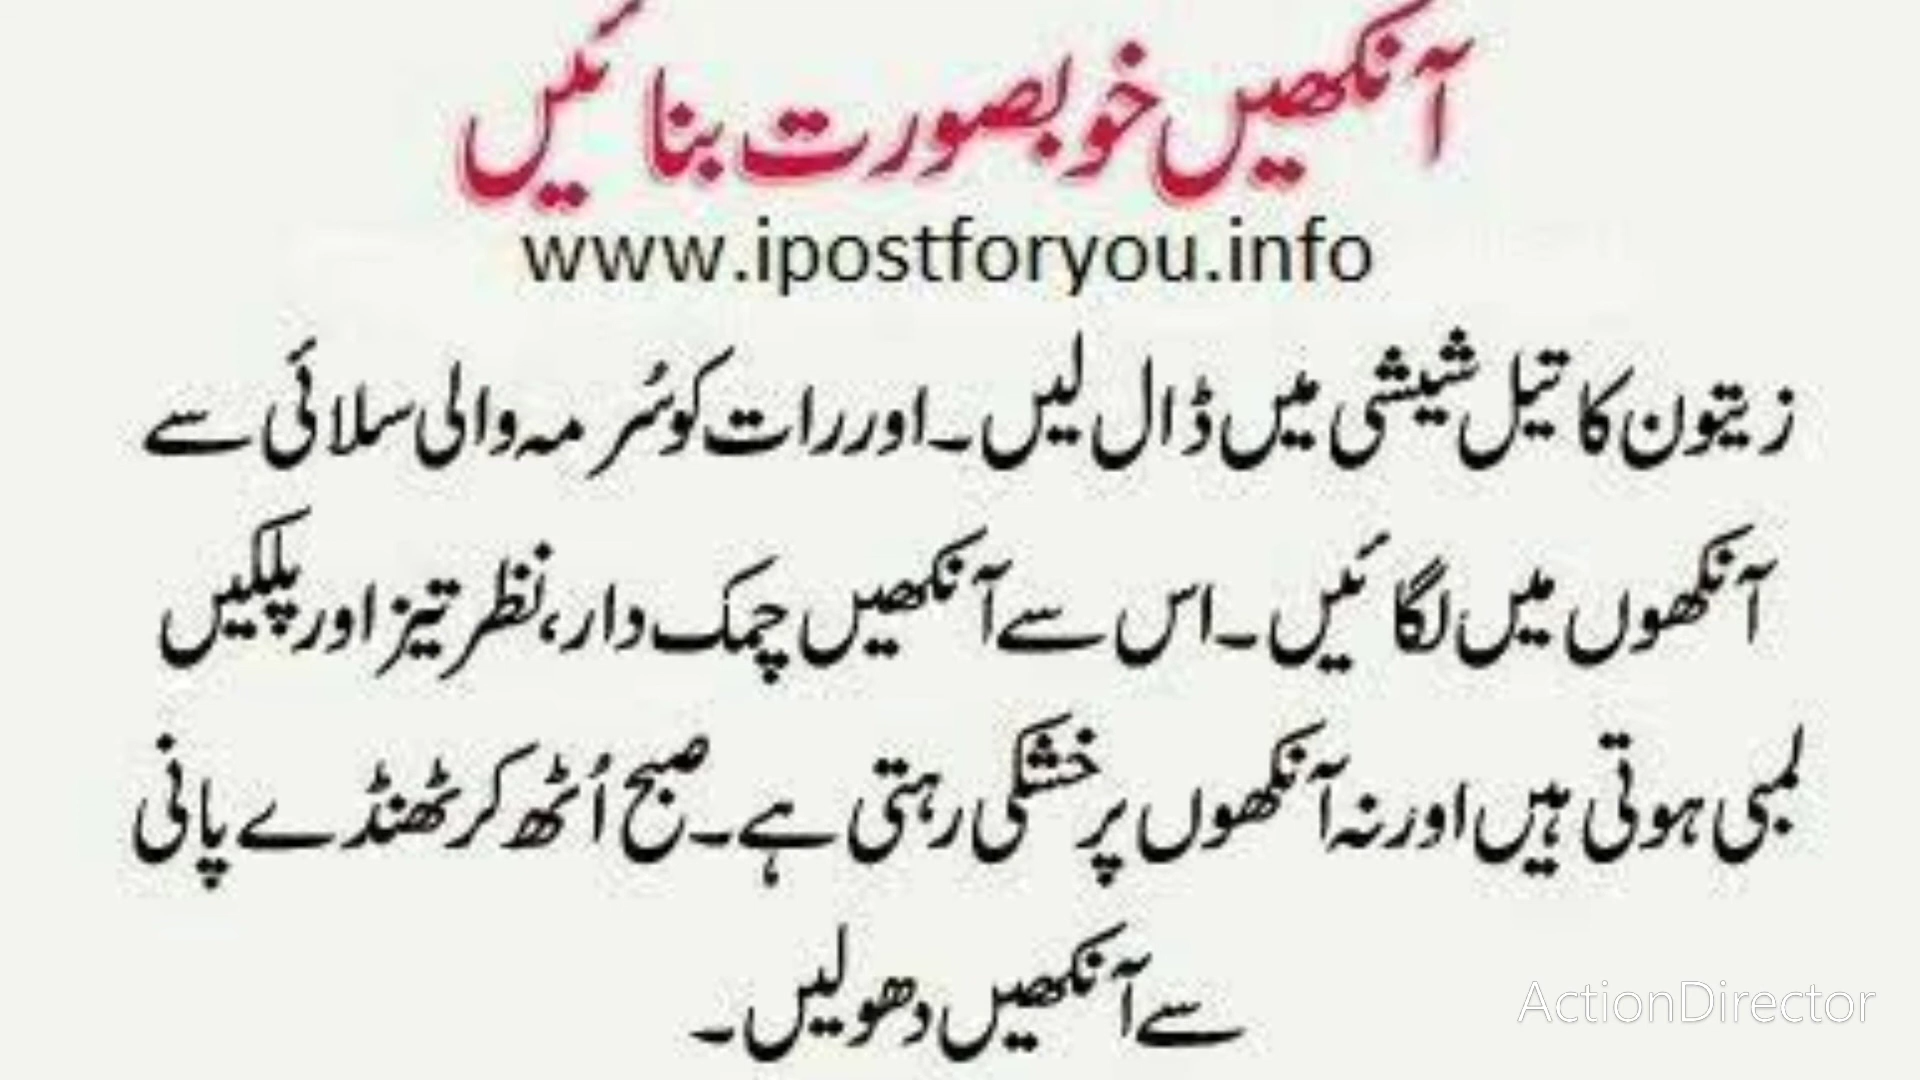 آنکھیں خوبصورت بنائیں
www.ipostforyou.info
زیتون کا تیل شیشی میں ڈال لیں۔ اور رات کو سُرمہ والی سلائی سے
آنکھوں میں لگائیں۔ اس سے آنکھیں چمک دار، نظر تیز اور پلکیں
لمبی ہوتی ہیں اور نہ آنکھوں پر خشکی رہتی ہے۔ صبح اُٹھ کر ٹھنڈے پانی
سے آنکھیں دھولیں۔
ActionDirector